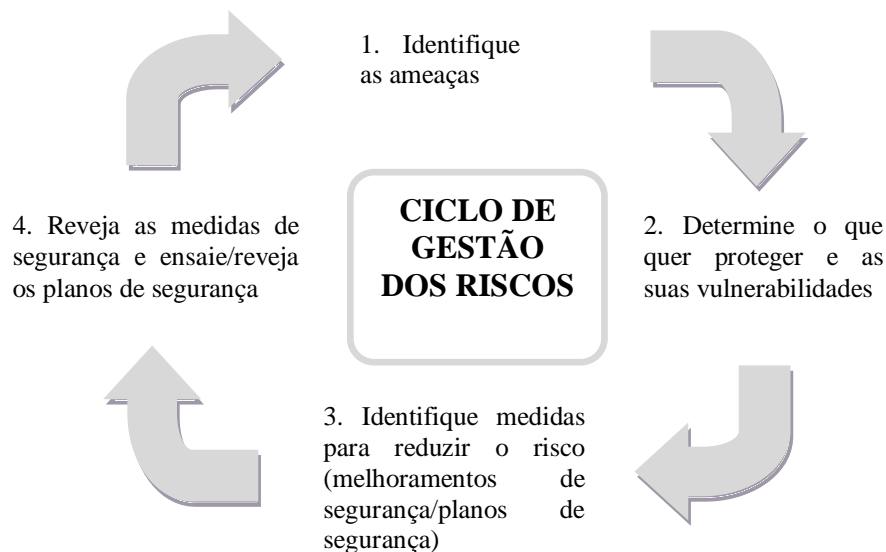 1. Identifique
as ameaças
CICLO DE
GESTÃO
DOS RISCOS
2. Determine o que
quer proteger e as
suas vulnerabilidades
3. Identifique medidas
para reduzir o risco
(melhoramentos de
segurança/planos de
segurança)
4. Reveja as medidas de
segurança e ensaie/reveja
os planos de segurança